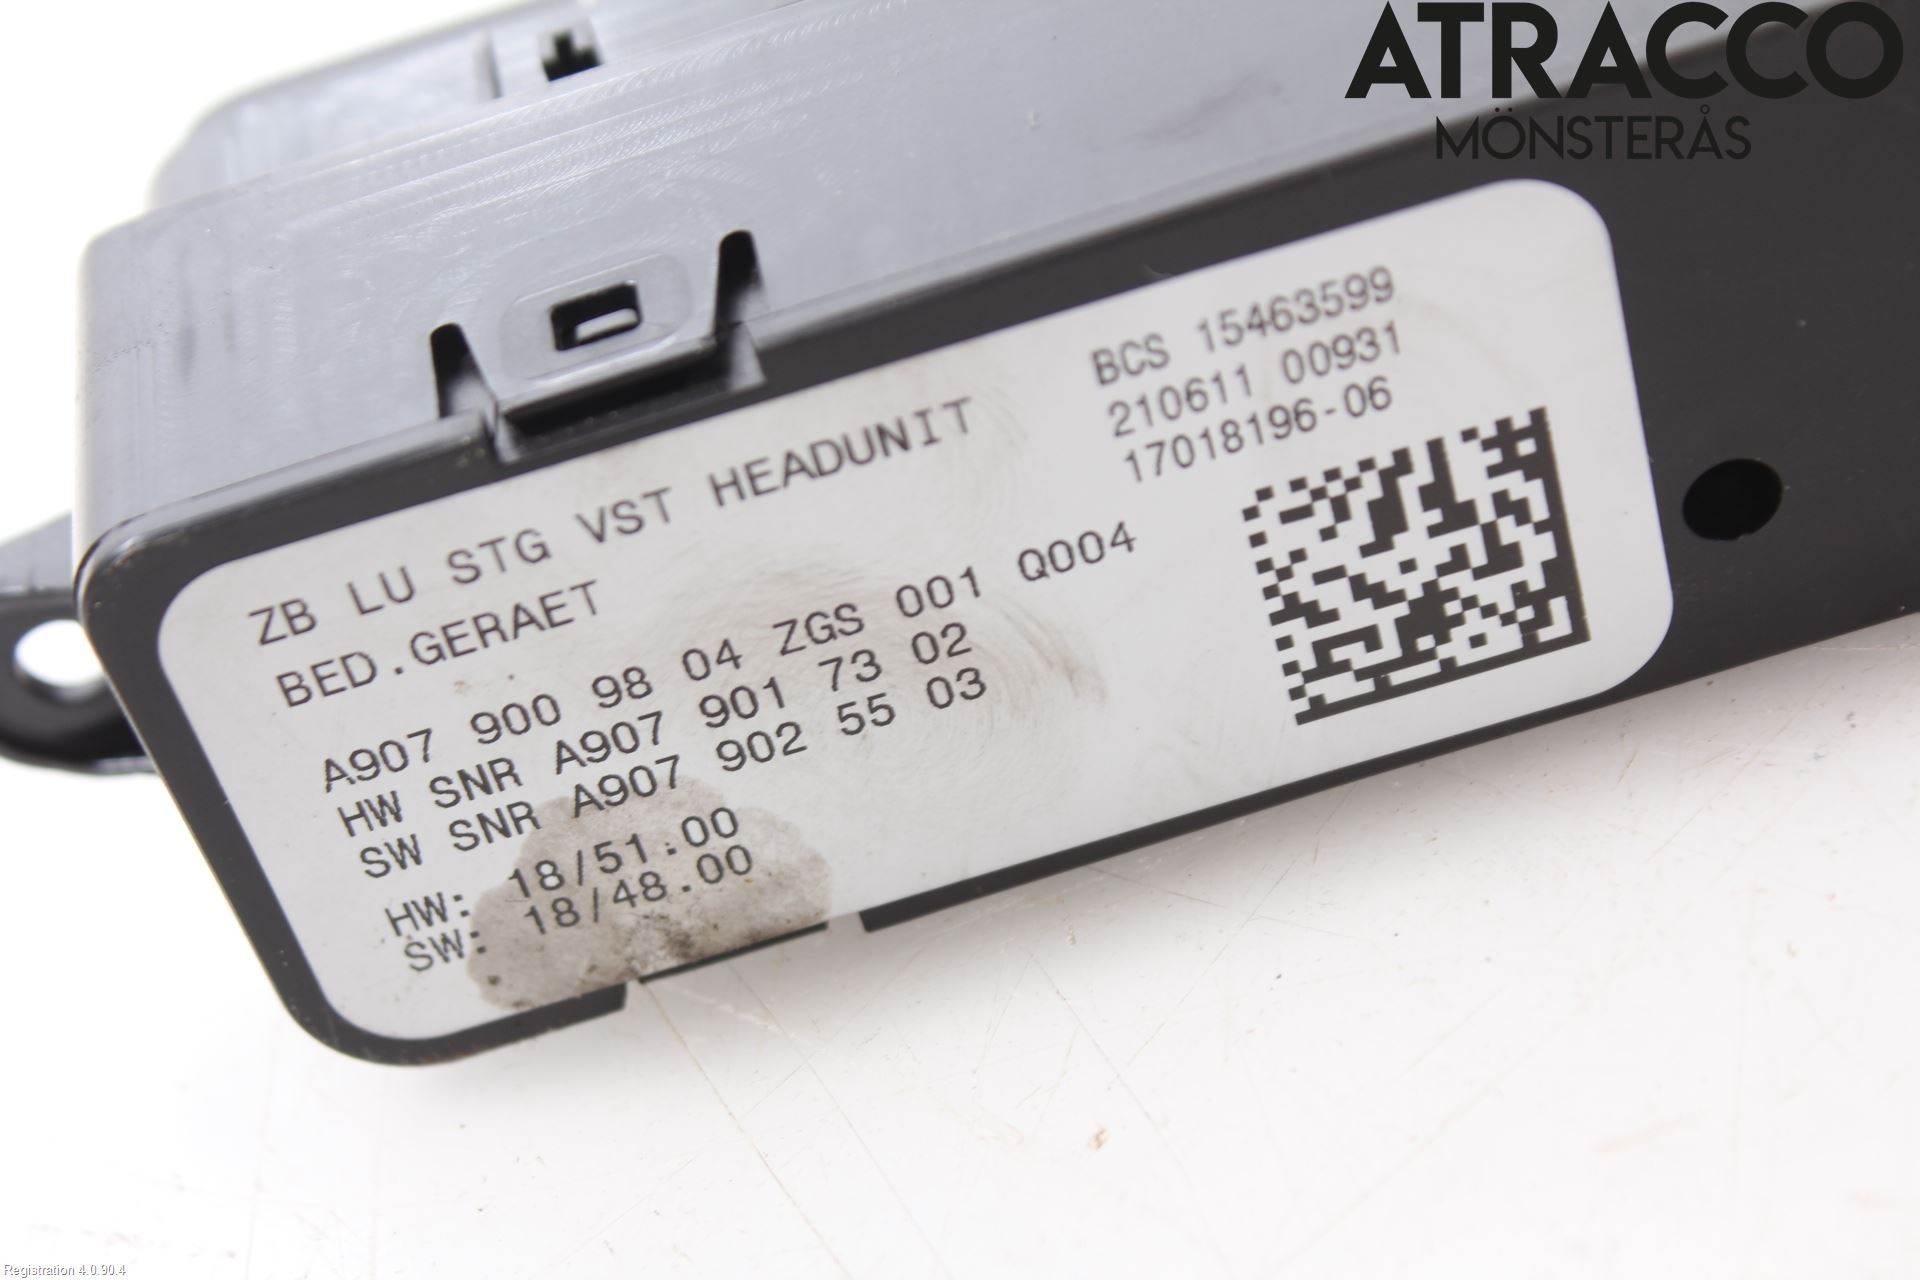 ATRACCO
MÖNSTERÅS
BCS 15463599
210611 00931
17018196-06
ZB LU STG VST HEADUNIT
BED.GERAET
A907 900 98 04 ZGS 001 Q004
HW SNR A907 901 73 02
SW SNR A907 902 55 03
HW: 18/51.00
SW: 18/48.00
Registration 4.0.90.4